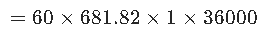 = 60 × 681.82 × 1 × 36000